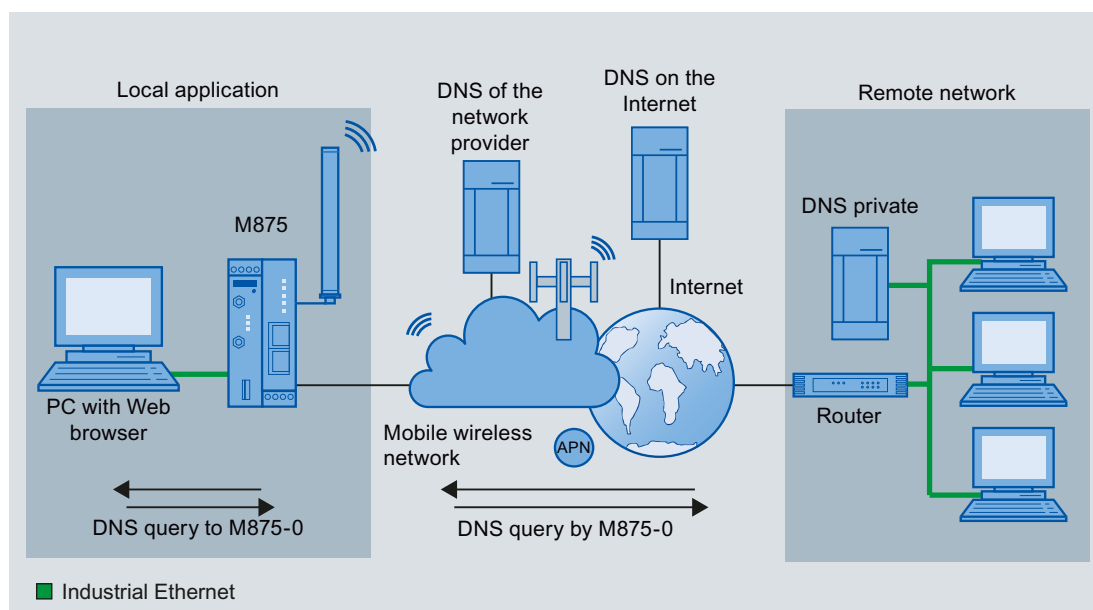 Local application
DNS of the
network
provider
DNS on the
Internet
Remote network
M875
DNS private
Internet
PC with Web
browser
Mobile wireless
network
APN
Router
DNS query to M875-0
DNS query by M875-0
Industrial Ethernet